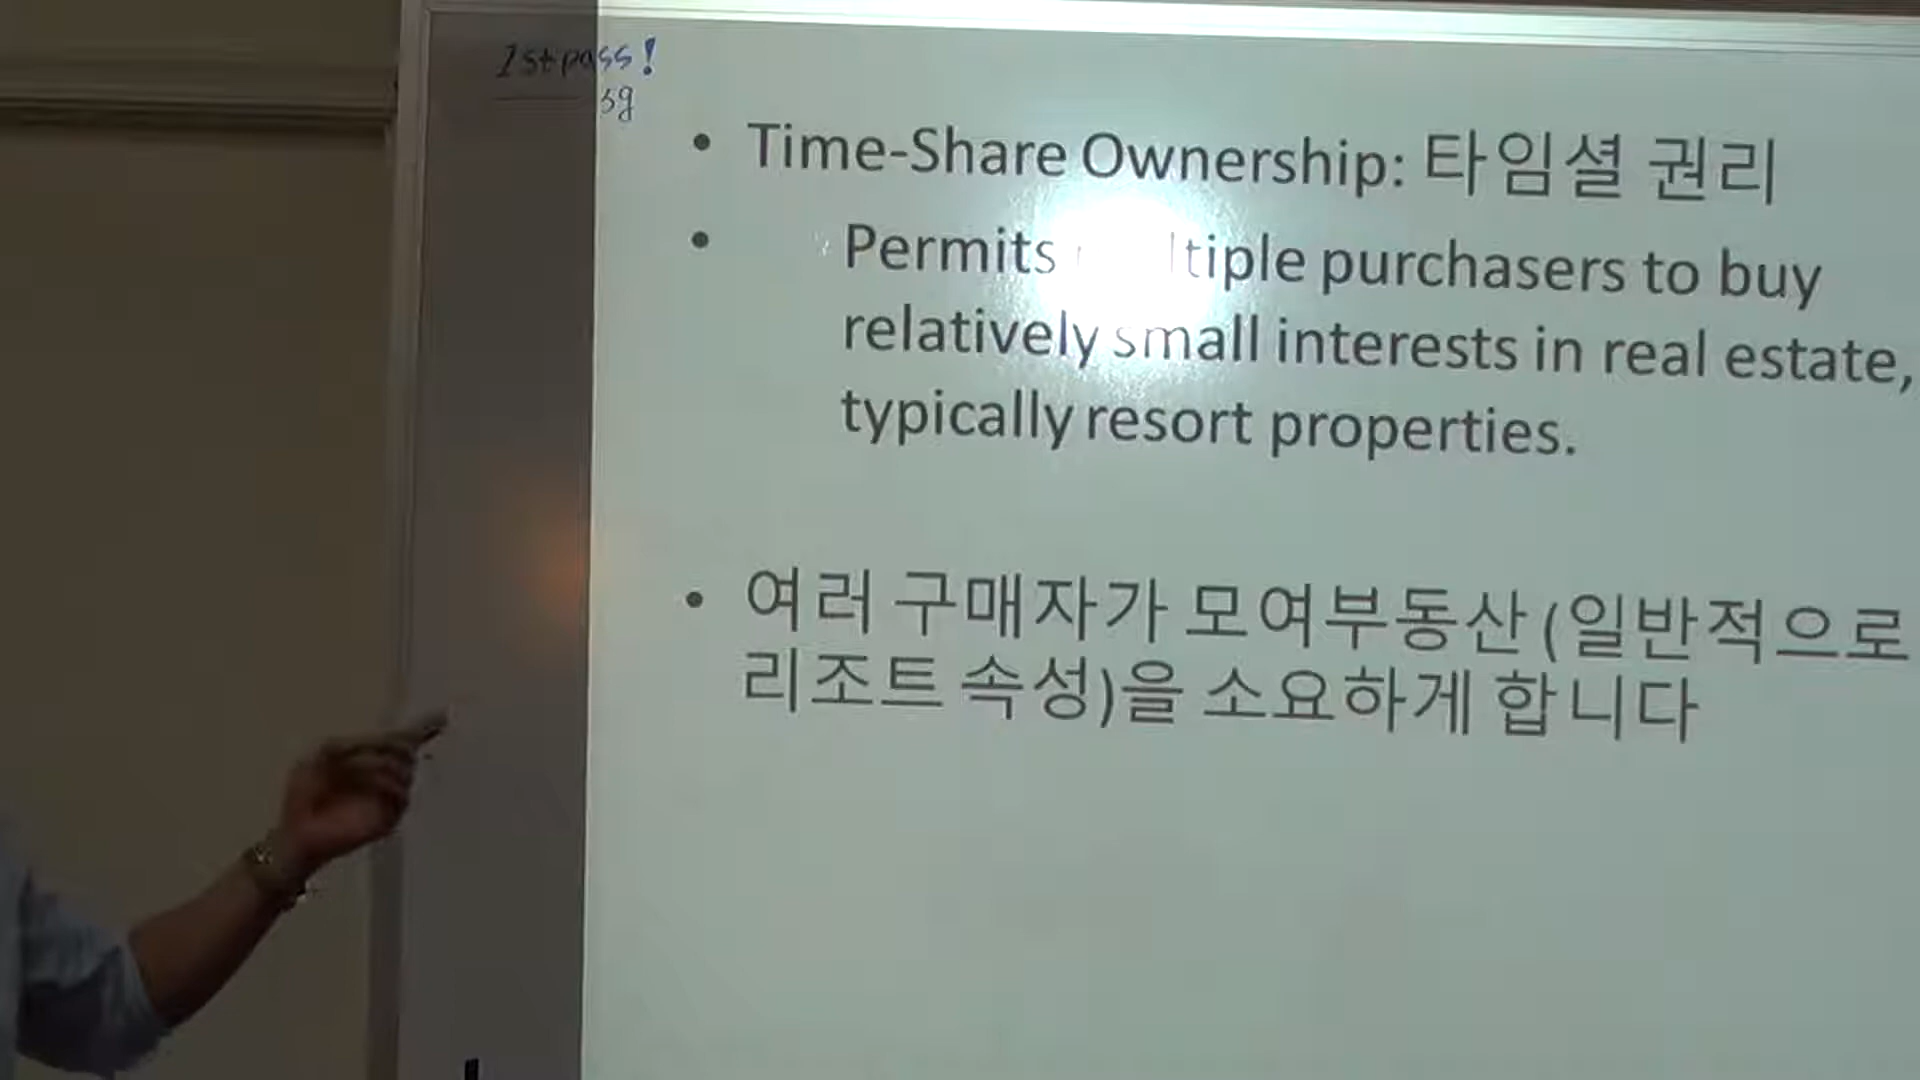 1st pass!
sg
• Time-Share Ownership: 타임셜 권리
• Permits tiple purchasers to buy
relatively small interests in real estate,
typically resort properties.
• 여러 구매자가 모여부동산 (일반적으로
리조트 속성)을 소요하게 합니다